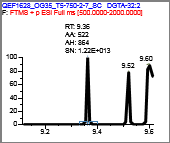 QEF1628_OG35_T5-750-2-7_8C DGTA-32:2
F: FTMS + p ESI Full ms [500.0000-2000.0000]
RT: 9.36
AA: 522
AH: 864
SN: 1.22E+013
9.52
9.60
100
80
60
40
20
0
9.2
9.4
9.6